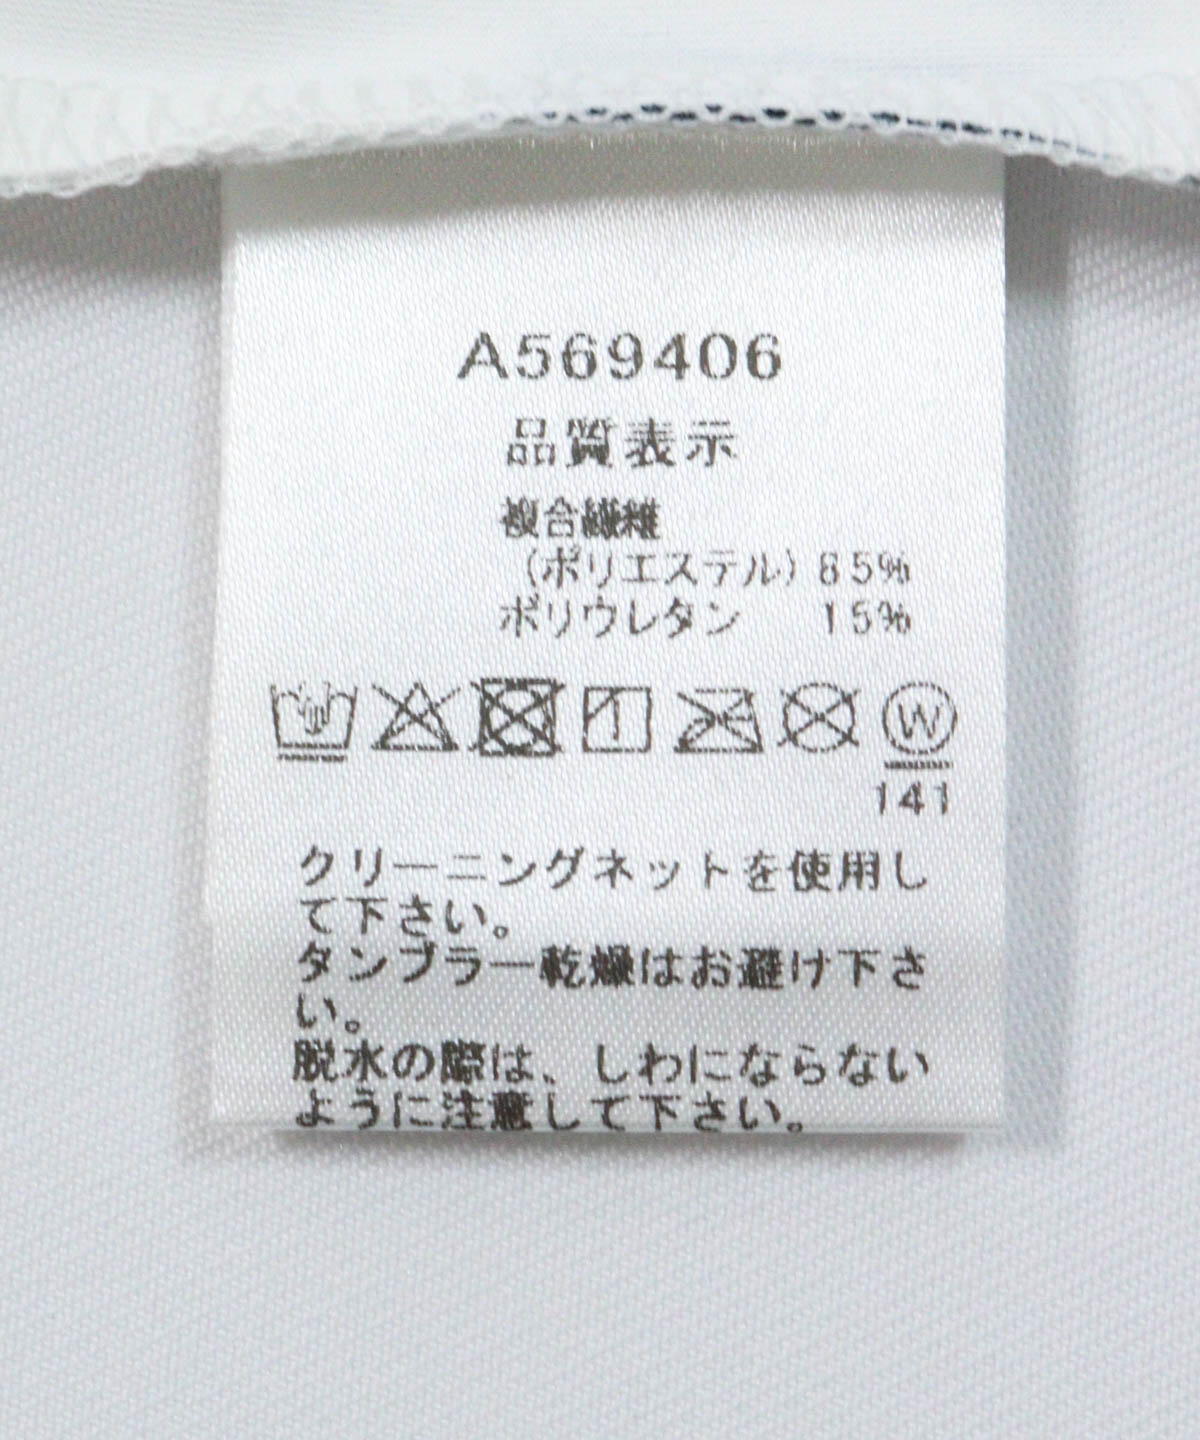 A569406
品質表示
複合繊維
(ポリエステル) 85%
ポリウレタン 15%
W
141
クリーニングネットを使用し
て下さい。
タンブラー乾燥はお避け下さ
い。
脱水の際は、しわにならない
ように注意して下さい。